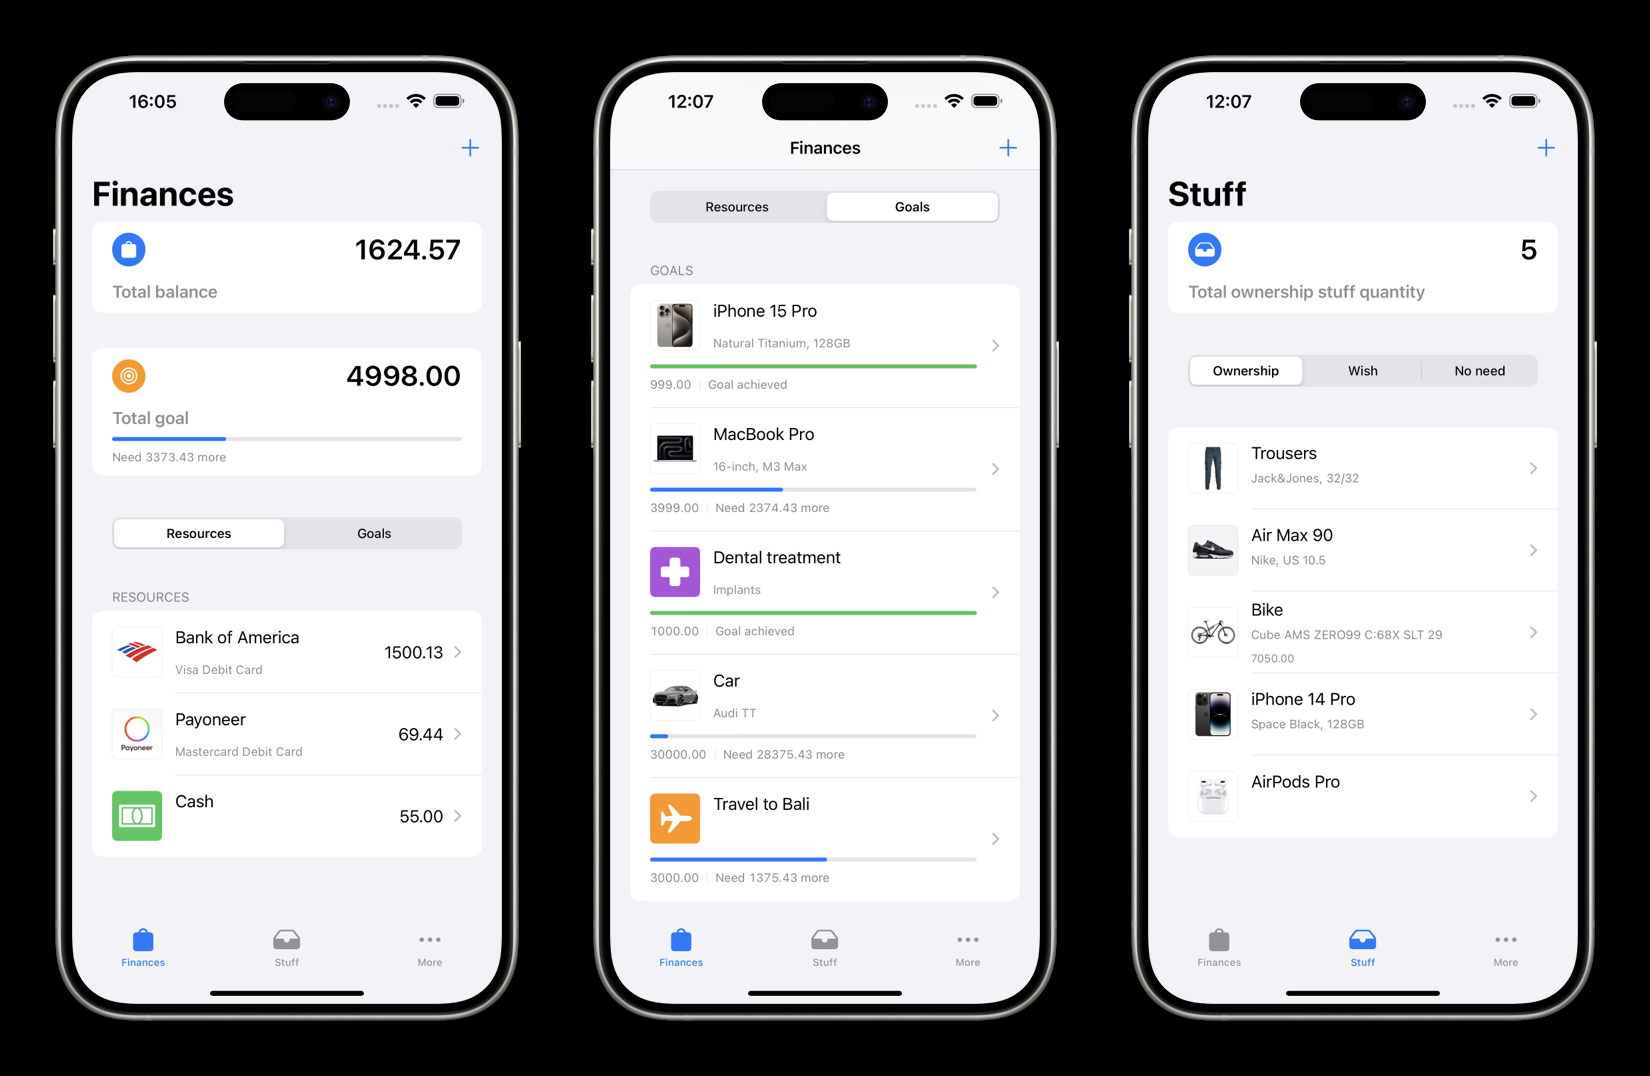 16:05
Finances
1624.57
Total balance
4998.00
Total goal
Need 3373.43 more
Resources Goals
RESOURCES
Bank of America
Visa Debit Card
1500.13
Payoneer
Payoneer
Mastercard Debit Card
69.44
Cash
55.00
Finances Stuff More
12:07
Finances
Resources Goals
GOALS
iPhone 15 Pro
Natural Titanium, 128GB
999.00 Goal achieved
MacBook Pro
16-inch, M3 Max
3999.00 Need 2374.43 more
Dental treatment
Implants
1000.00 Goal achieved
Car
Audi TT
30000.00 Need 28375.43 more
Travel to Bali
3000.00 Need 1375.43 more
Finances Stuff More
12:07
Stuff
5
Total ownership stuff quantity
Ownership Wish No need
Trousers
Jack&Jones, 32/32
Air Max 90
Nike, US 10.5
Bike
Cube AMS ZERO99 C:68X SLT 29
7050.00
iPhone 14 Pro
Space Black, 128GB
AirPods Pro
Finances Stuff More